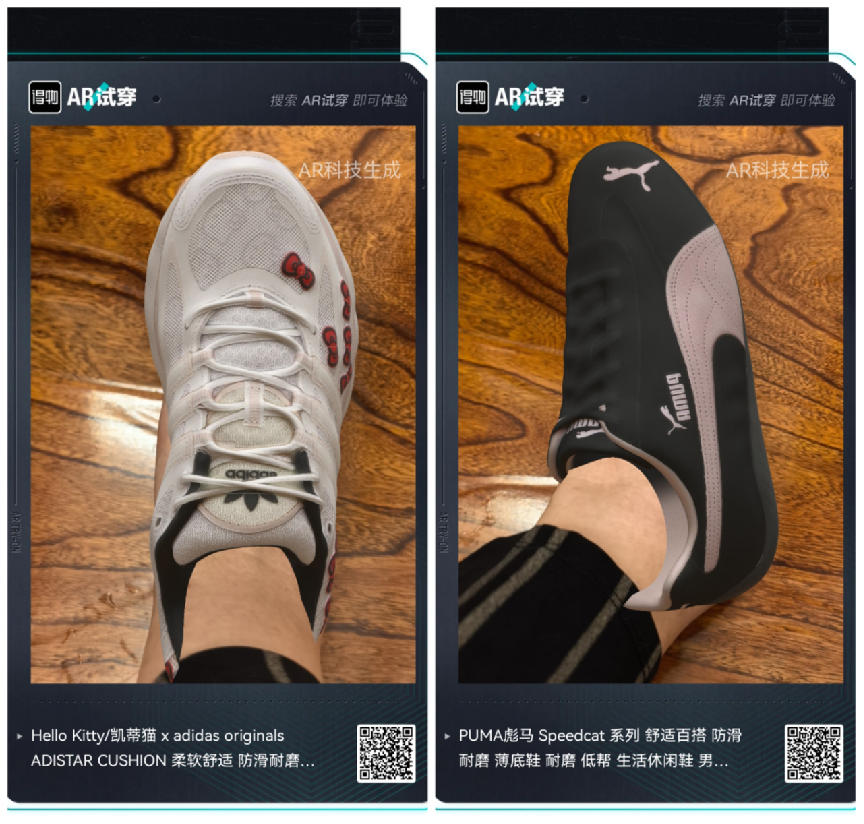 得物 AR试穿
搜索 AR试穿 即可体验
AR科技生成
adidas
Hello Kitty/凯蒂猫 x adidas originals
ADISTAR CUSHION 柔软舒适 防滑耐磨...
得物 AR试穿
搜索 AR试穿 即可体验
AR科技生成
puma
PUMA彪马 Speedcat 系列 舒适百搭 防滑
耐磨 薄底鞋 耐磨 低帮 生活休闲鞋 男...